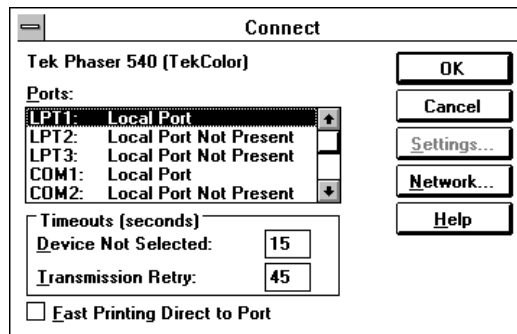 Connect
Tek Phaser 540 (TekColor)
Ports:
LPT1: Local Port
LPT2: Local Port Not Present
LPT3: Local Port Not Present
COM1: Local Port
COM2: Local Port Not Present
Timeouts (seconds)
Device Not Selected: 15
Transmission Retry: 45
Fast Printing Direct to Port
OK
Cancel
Settings...
Network...
Help